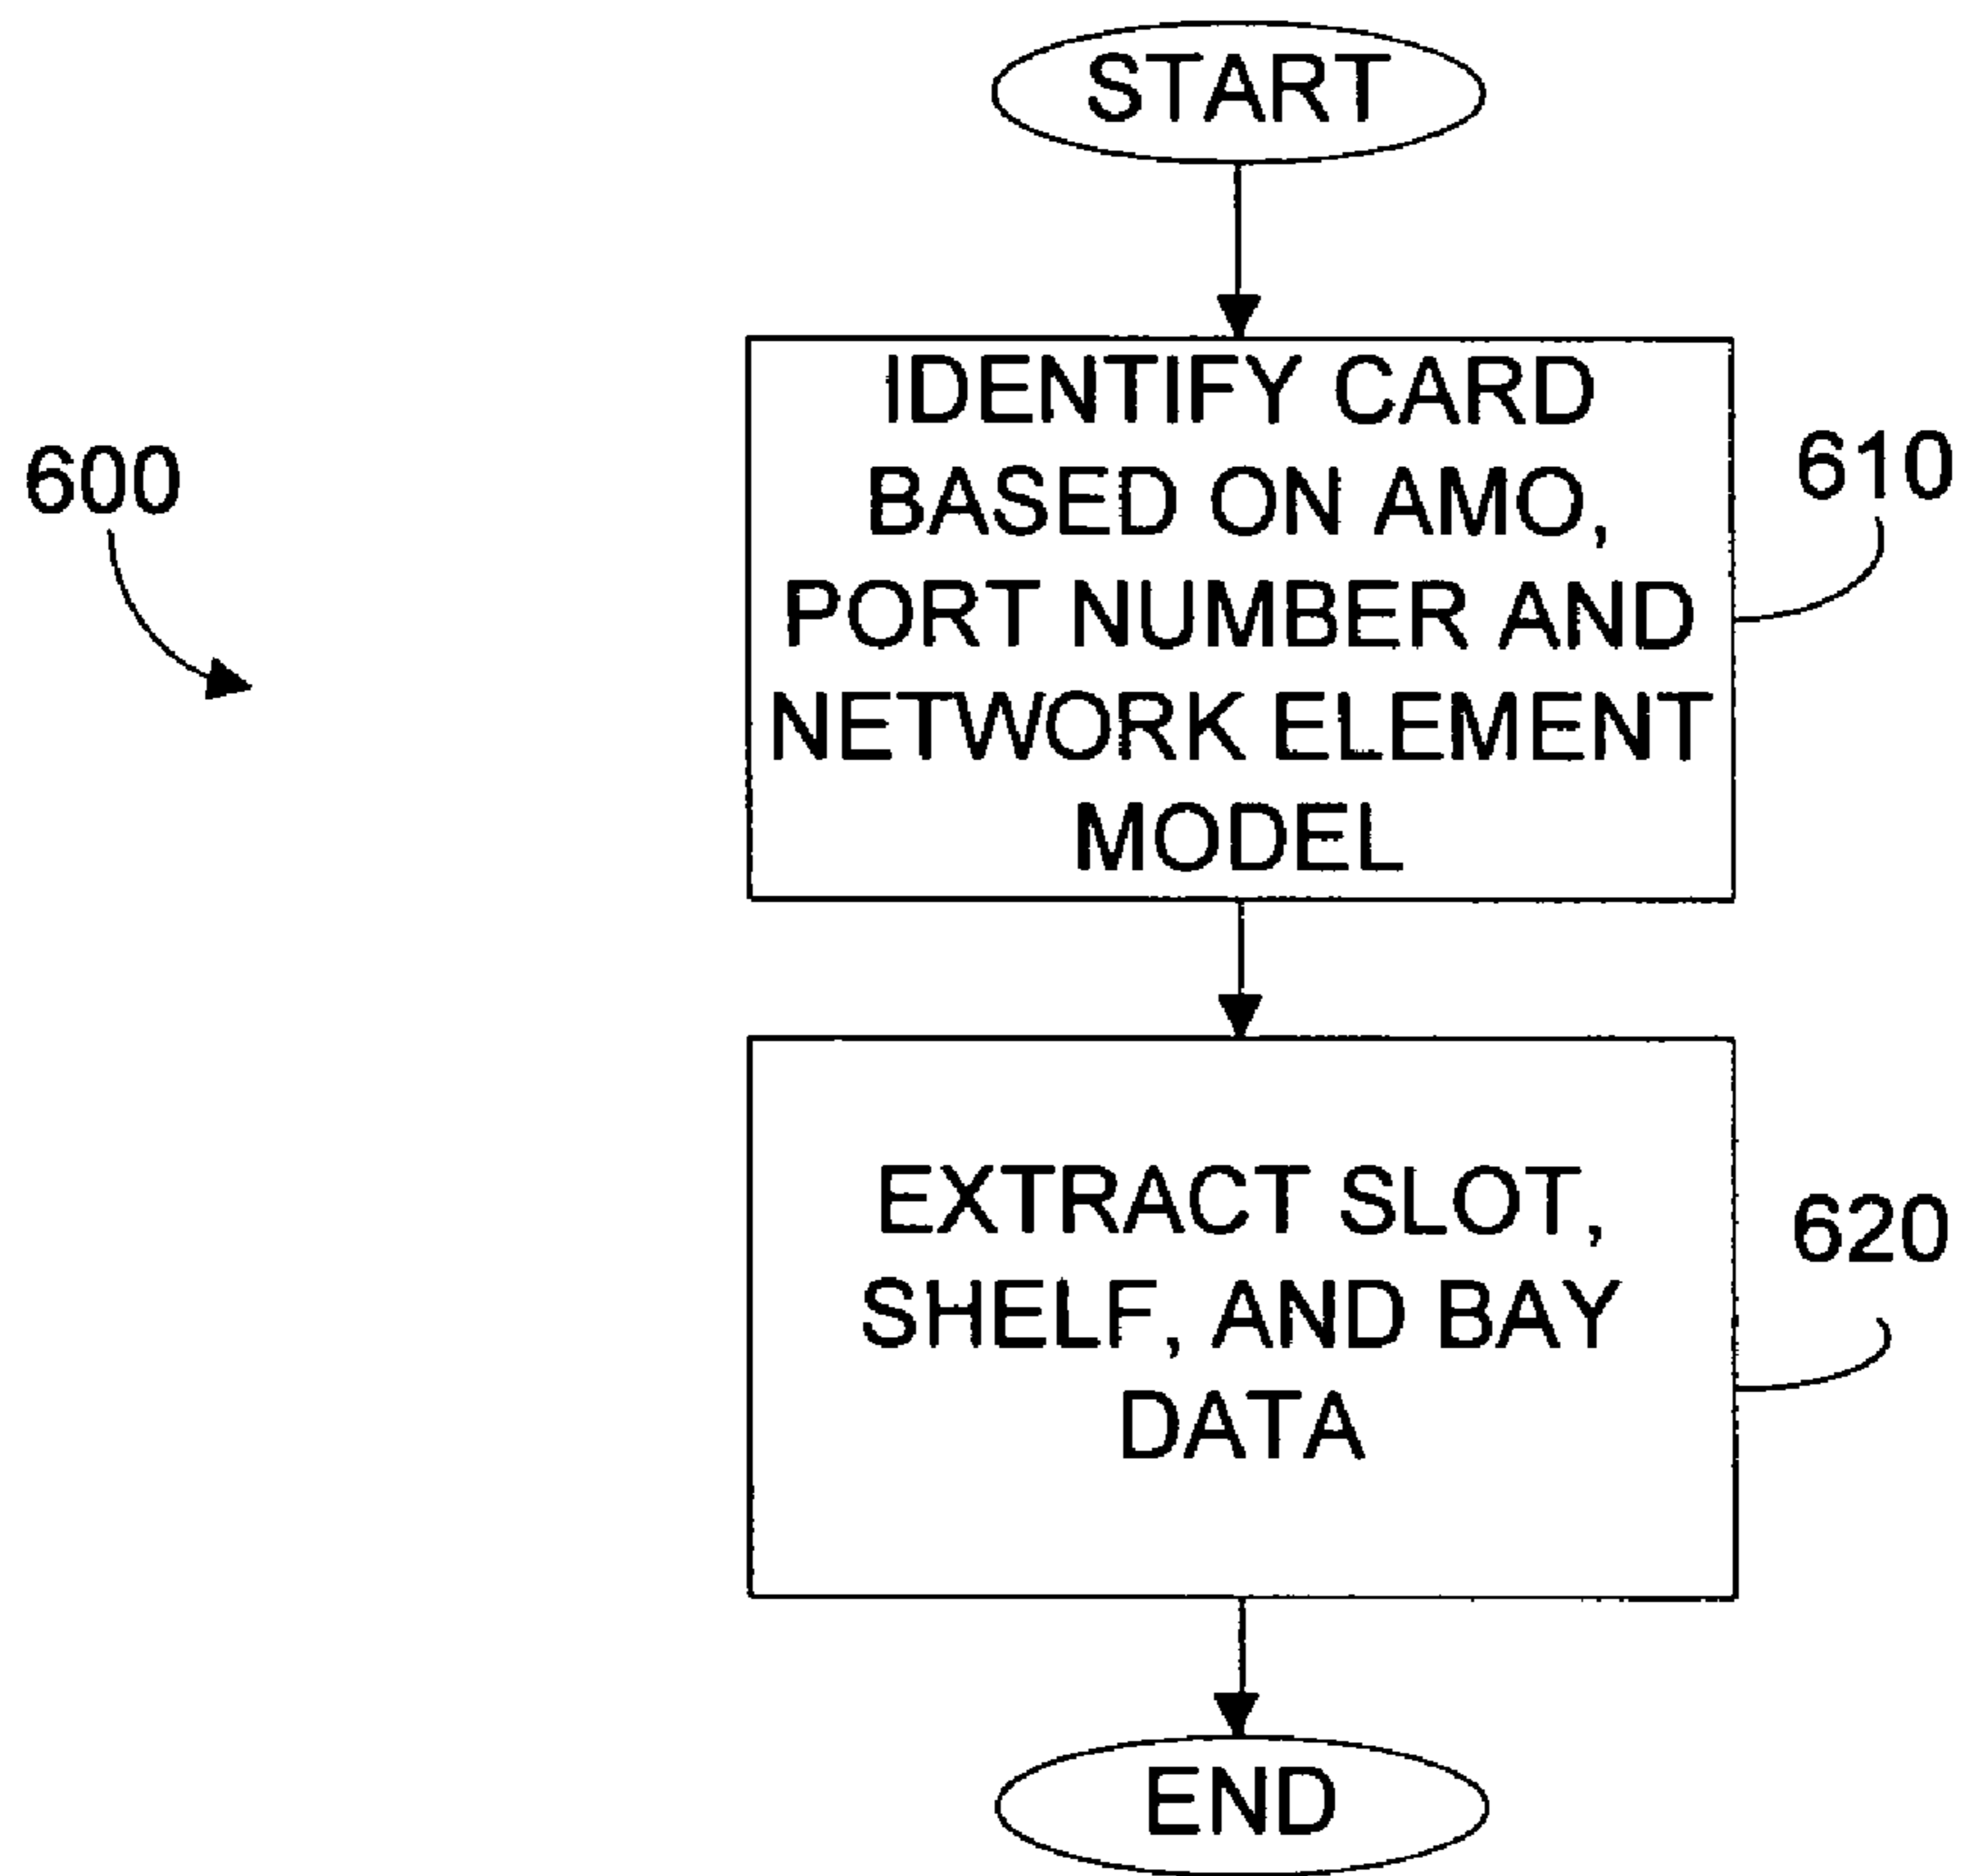 START
IDENTIFY CARD
BASED ON AMO,
PORT NUMBER AND
NETWORK ELEMENT
MODEL
600
610
EXTRACT SLOT,
SHELF, AND BAY
DATA
620
END